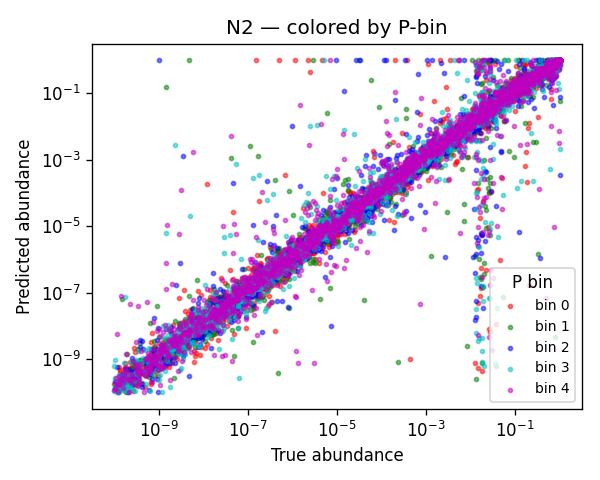 N2 — colored by P-bin
Predicted abundance
10⁻¹
10⁻³
10⁻⁵
10⁻⁷
10⁻⁹
P bin
bin 0
bin 1
bin 2
bin 3
bin 4
10⁻⁹
10⁻⁷
10⁻⁵
10⁻³
10⁻¹
True abundance